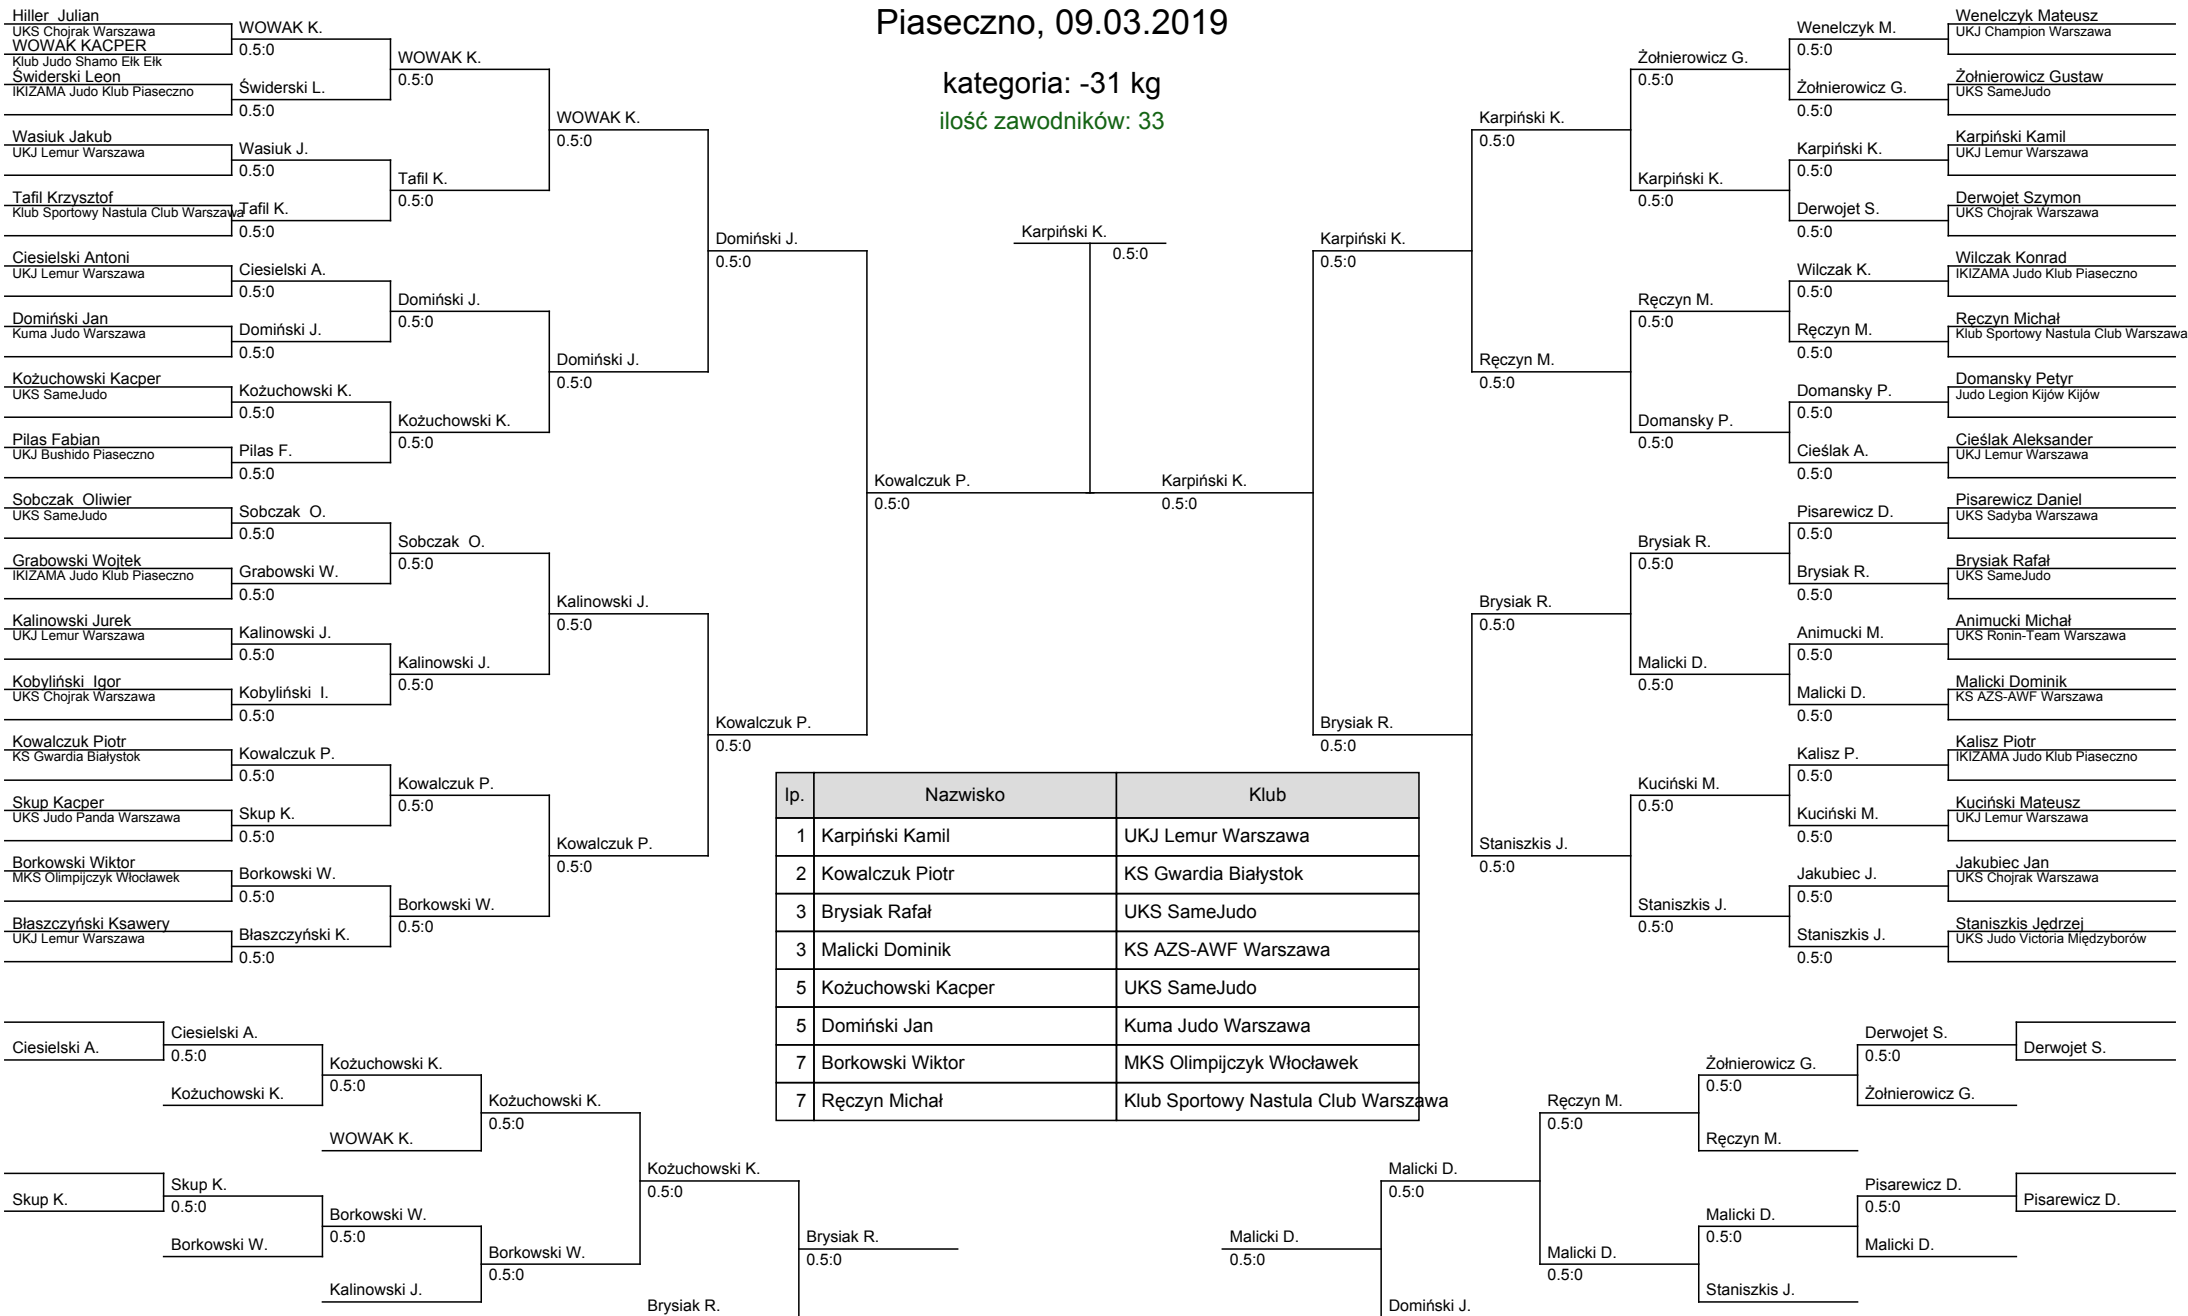 Piaseczno, 09.03.2019
kategoria: -31 kg
ilość zawodników: 33
Hiller  Julian
UKS Chojrak Warszawa
WOWAK KACPER
Klub Judo Shamo Ełk Ełk
Świderski Leon
IKIZAMA Judo Klub Piaseczno
Wasiuk Jakub
UKJ Lemur Warszawa
Tafil Krzysztof
Klub Sportowy Nastula Club Warszawa
Ciesielski Antoni
UKJ Lemur Warszawa
Domiński Jan
Kuma Judo Warszawa
Kożuchowski Kacper
UKS SameJudo
Pilas Fabian
UKJ Bushido Piaseczno
Sobczak  Oliwier
UKS SameJudo
Grabowski Wojtek
IKIZAMA Judo Klub Piaseczno
Kalinowski Jurek
UKJ Lemur Warszawa
Kobyliński  Igor
UKS Chojrak Warszawa
Kowalczuk Piotr
KS Gwardia Białystok
Skup Kacper
UKS Judo Panda Warszawa
Borkowski Wiktor
MKS Olimpijczyk Włocławek
Błaszczyński Ksawery
UKJ Lemur Warszawa
WOWAK K.
0.5:0
Świderski L.
0.5:0
Wasiuk J.
0.5:0
Tafil K.
0.5:0
Ciesielski A.
0.5:0
Domiński J.
0.5:0
Kożuchowski K.
0.5:0
Pilas F.
0.5:0
Sobczak  O.
0.5:0
Grabowski W.
0.5:0
Kalinowski J.
0.5:0
Kobyliński  I.
0.5:0
Kowalczuk P.
0.5:0
Skup K.
0.5:0
Borkowski W.
0.5:0
Błaszczyński K.
0.5:0
WOWAK K.
0.5:0
Tafil K.
0.5:0
Domiński J.
0.5:0
Kożuchowski K.
0.5:0
Sobczak  O.
0.5:0
Kalinowski J.
0.5:0
Kowalczuk P.
0.5:0
Borkowski W.
0.5:0
WOWAK K.
0.5:0
Domiński J.
0.5:0
Kalinowski J.
0.5:0
Kowalczuk P.
0.5:0
Domiński J.
0.5:0
Kowalczuk P.
0.5:0
Kowalczuk P.
0.5:0
Karpiński K.
0.5:0
Karpiński K.
0.5:0
Karpiński K.
0.5:0
Brysiak R.
0.5:0
Karpiński K.
0.5:0
Ręczyn M.
0.5:0
Brysiak R.
0.5:0
Staniszkis J.
0.5:0
Żołnierowicz G.
0.5:0
Karpiński K.
0.5:0
Ręczyn M.
0.5:0
Domansky P.
0.5:0
Brysiak R.
0.5:0
Malicki D.
0.5:0
Kuciński M.
0.5:0
Staniszkis J.
0.5:0
Wenelczyk M.
0.5:0
Żołnierowicz G.
0.5:0
Karpiński K.
0.5:0
Derwojet S.
0.5:0
Wilczak K.
0.5:0
Ręczyn M.
0.5:0
Domansky P.
0.5:0
Cieślak A.
0.5:0
Pisarewicz D.
0.5:0
Brysiak R.
0.5:0
Animucki M.
0.5:0
Malicki D.
0.5:0
Kalisz P.
0.5:0
Kuciński M.
0.5:0
Jakubiec J.
0.5:0
Staniszkis J.
0.5:0
Wenelczyk Mateusz
UKJ Champion Warszawa
Żołnierowicz Gustaw
UKS SameJudo
Karpiński Kamil
UKJ Lemur Warszawa
Derwojet Szymon
UKS Chojrak Warszawa
Wilczak Konrad
IKIZAMA Judo Klub Piaseczno
Ręczyn Michał
Klub Sportowy Nastula Club Warszawa
Domansky Petyr
Judo Legion Kijów Kijów
Cieślak Aleksander
UKJ Lemur Warszawa
Pisarewicz Daniel
UKS Sadyba Warszawa
Brysiak Rafał
UKS SameJudo
Animucki Michał
UKS Ronin-Team Warszawa
Malicki Dominik
KS AZS-AWF Warszawa
Kalisz Piotr
IKIZAMA Judo Klub Piaseczno
Kuciński Mateusz
UKJ Lemur Warszawa
Jakubiec Jan
UKS Chojrak Warszawa
Staniszkis Jędrzej
UKS Judo Victoria Międzyborów
lp. Nazwisko Klub
1 Karpiński Kamil UKJ Lemur Warszawa
2 Kowalczuk Piotr KS Gwardia Białystok
3 Brysiak Rafał UKS SameJudo
3 Malicki Dominik KS AZS-AWF Warszawa
5 Kożuchowski Kacper UKS SameJudo
5 Domiński Jan Kuma Judo Warszawa
7 Borkowski Wiktor MKS Olimpijczyk Włocławek
7 Ręczyn Michał Klub Sportowy Nastula Club Warszawa
Ciesielski A.
Skup K.
Ciesielski A.
0.5:0
Kożuchowski K.
Skup K.
0.5:0
Borkowski W.
Kożuchowski K.
0.5:0
WOWAK K.
Borkowski W.
0.5:0
Kalinowski J.
Kożuchowski K.
0.5:0
Borkowski W.
0.5:0
Kożuchowski K.
0.5:0
Brysiak R.
Brysiak R.
0.5:0
Malicki D.
0.5:0
Malicki D.
0.5:0
Domiński J.
Ręczyn M.
0.5:0
Malicki D.
0.5:0
Żołnierowicz G.
0.5:0
Ręczyn M.
Malicki D.
0.5:0
Staniszkis J.
Derwojet S.
0.5:0
Żołnierowicz G.
Pisarewicz D.
0.5:0
Malicki D.
Derwojet S.
Pisarewicz D.